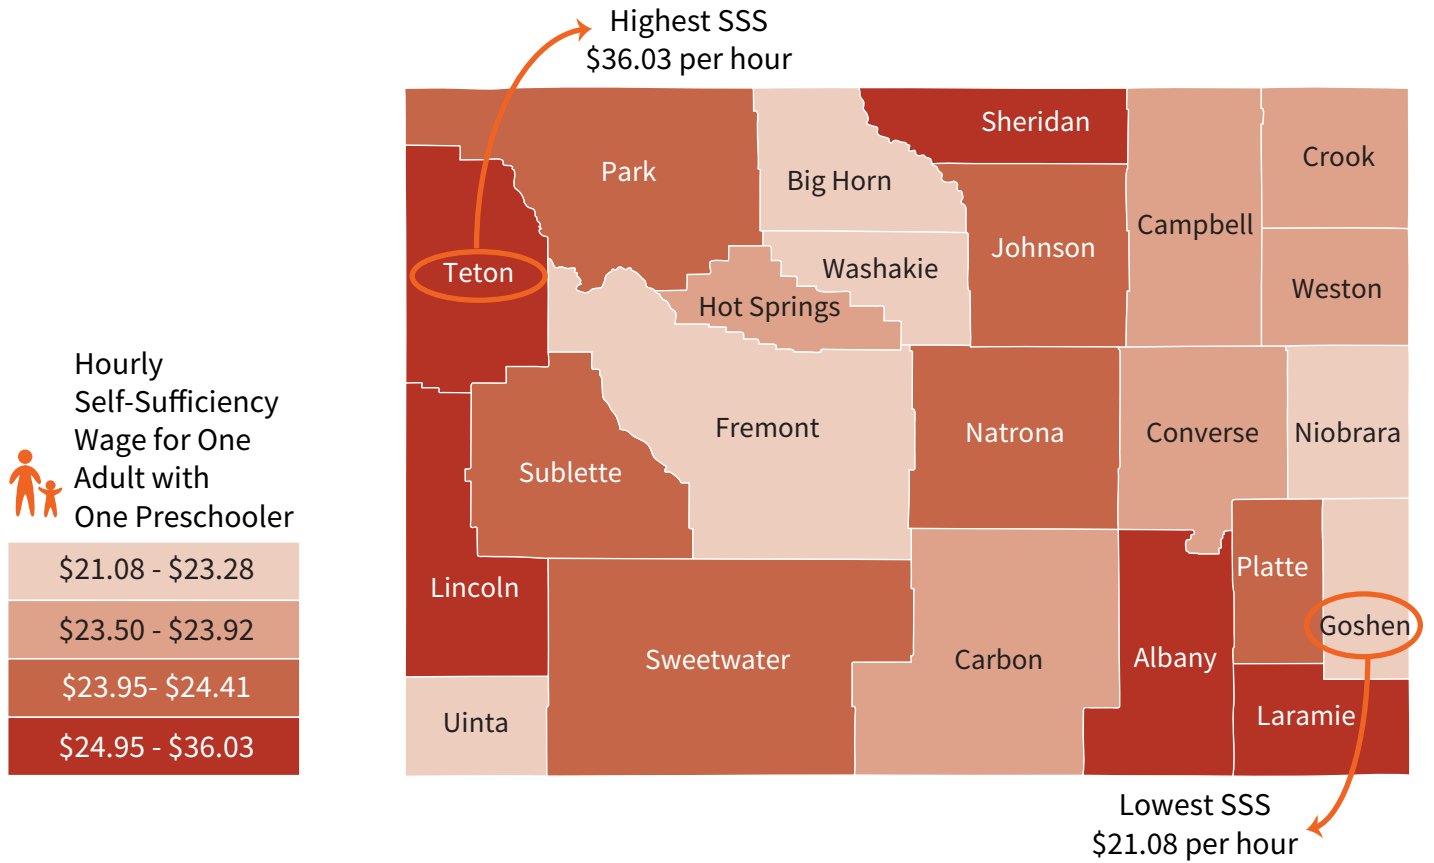 Highest SSS
$36.03 per hour
Sheridan
Crook
Park
Big Horn
Campbell
Johnson
Washakie
Teton
Weston
Hot Springs
Fremont
Natrona
Converse
Niobrara
Sublette
Platte
Lincoln
Goshen
Sweetwater
Carbon
Albany
Laramie
Uinta
Hourly
Self-Sufficiency
Wage for One
Adult with
One Preschooler
$21.08 - $23.28
$23.50 - $23.92
$23.95- $24.41
$24.95 - $36.03
Lowest SSS
$21.08 per hour